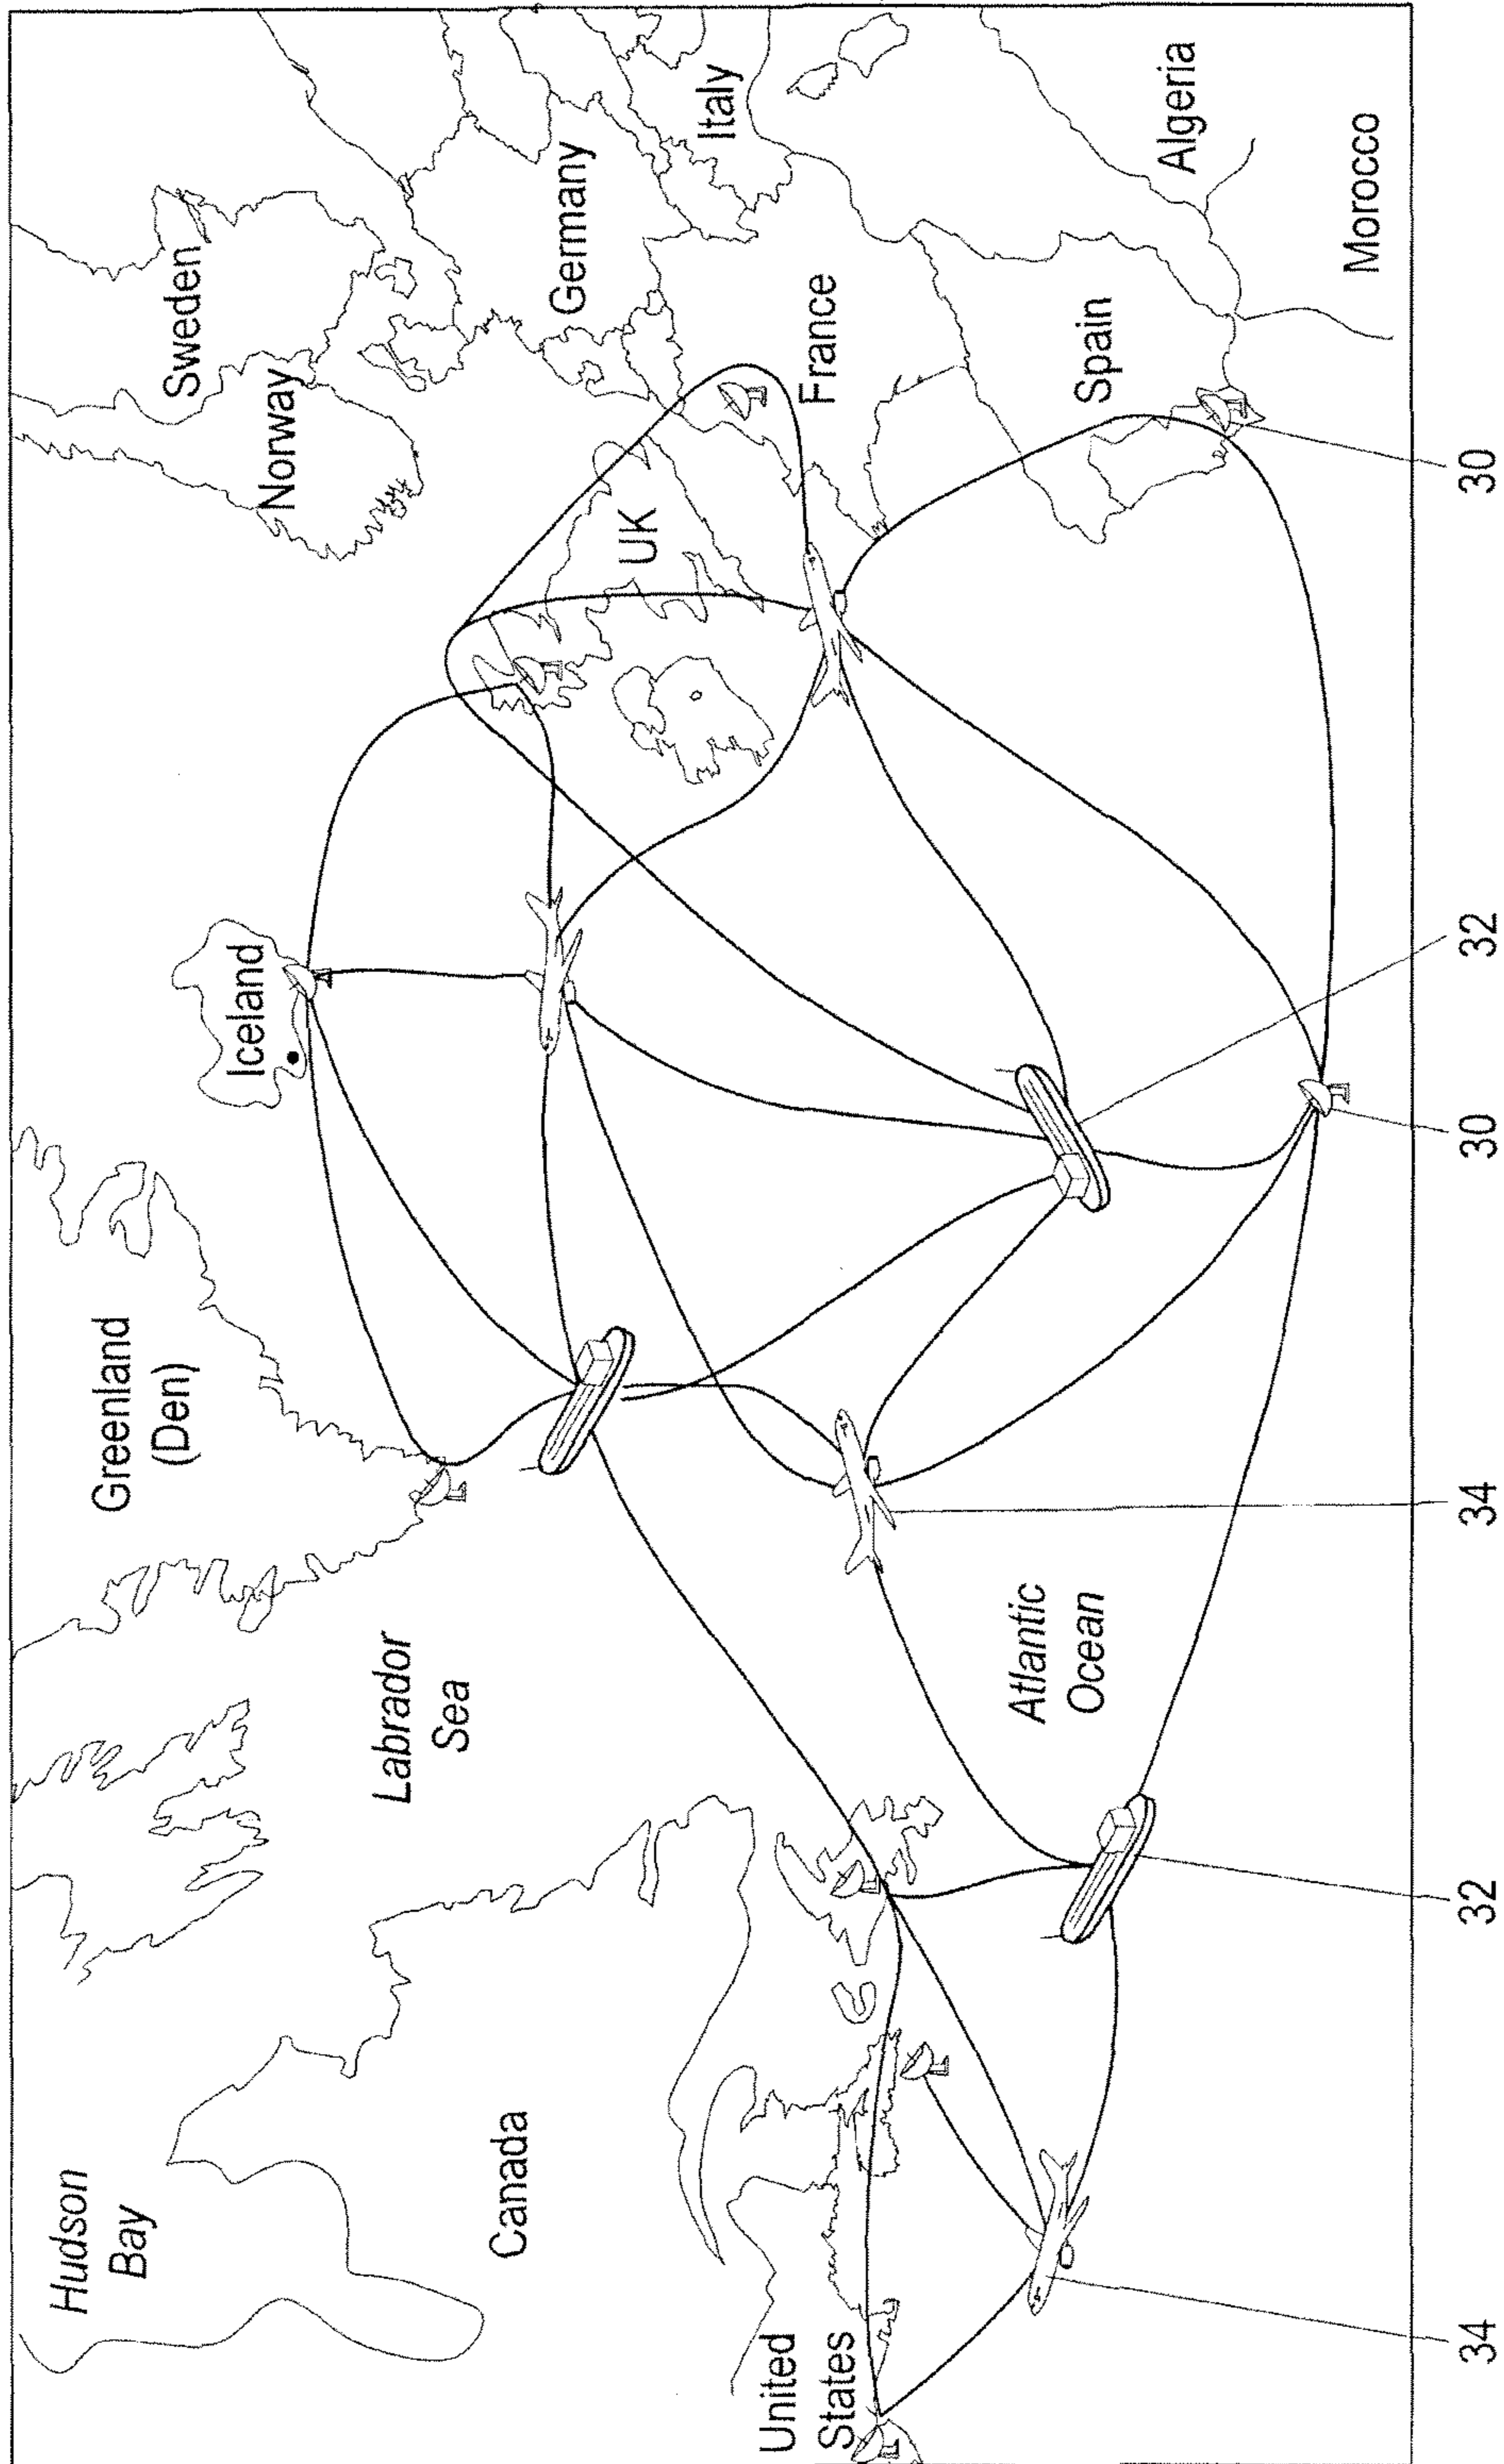 Hudson
Bay
Greenland
(Den)
Iceland
Norway
Sweden
Labrador
Sea
Canada
UK
Germany
Italy
United
States
France
Atlantic
Ocean
Spain
Algeria
Morocco
34
32
34
30
32
30